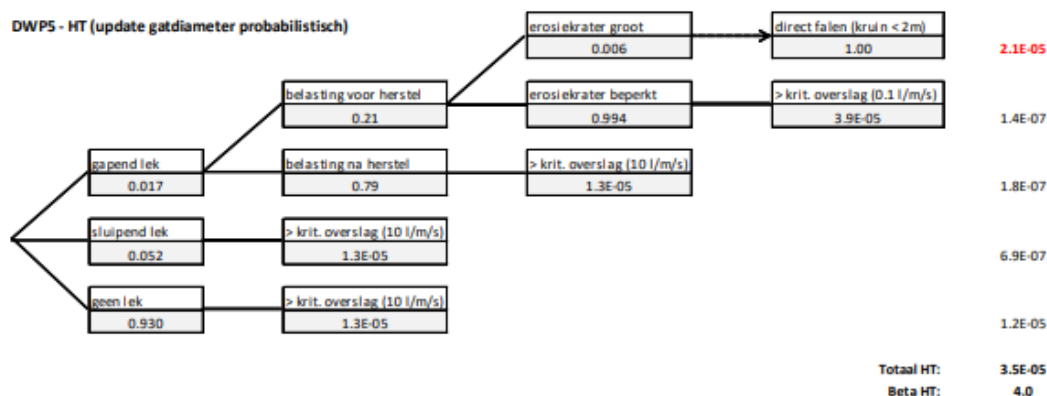 DWP5 - HT (update gatdiameter probabilistisch)
erosiekrater groot
0.006
direct falen (kruin < 2m)
1.00
2.1E-05
belasting voor herstel
0.21
erosiekrater beperkt
0.994
> krit. overslag (0.1 l/m/s)
3.9E-05
1.4E-07
gapend lek
0.017
belasting na herstel
0.79
> krit. overslag (10 l/m/s)
1.3E-05
1.8E-07
sluipend lek
0.052
> krit. overslag (10 l/m/s)
1.3E-05
6.9E-07
geen lek
0.930
> krit. overslag (10 l/m/s)
1.3E-05
1.2E-05
Totaal HT: 3.5E-05
Beta HT: 4.0